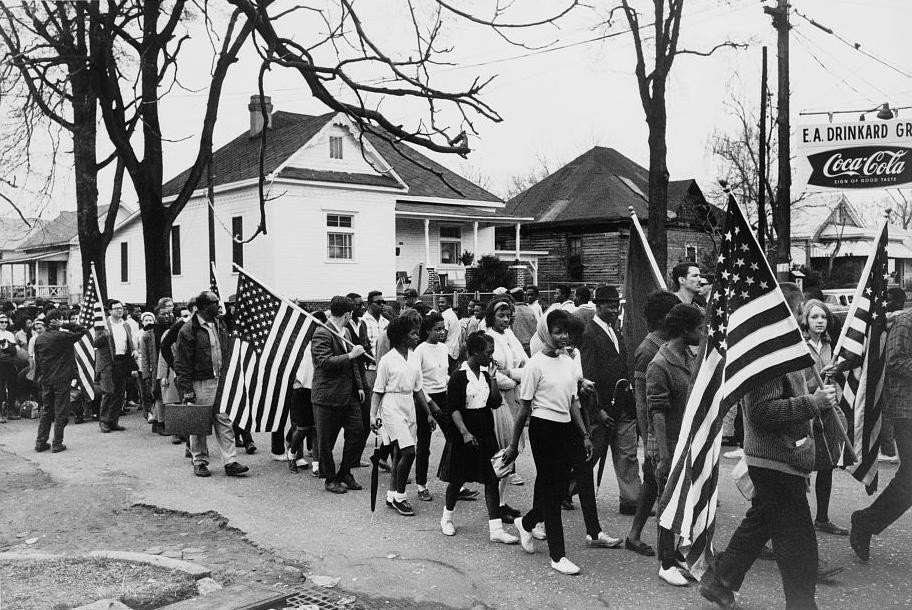 E.A. DRINKARD GR
Coca-Cola
SIGN OF GOOD TASTE